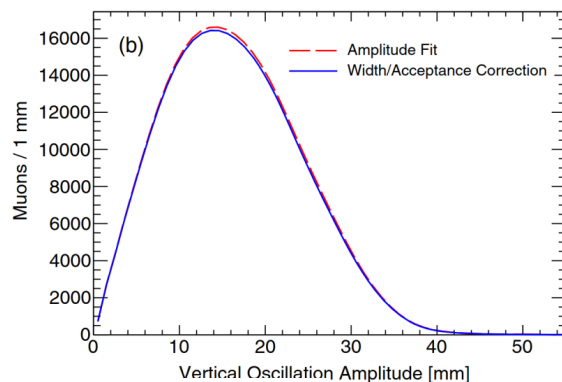 (b)
Amplitude Fit
Width/Acceptance Correction
Muons / 1 mm
16000
14000
12000
10000
8000
6000
4000
2000
0
0 10 20 30 40 50
Vertical Oscillation Amplitude [mm]